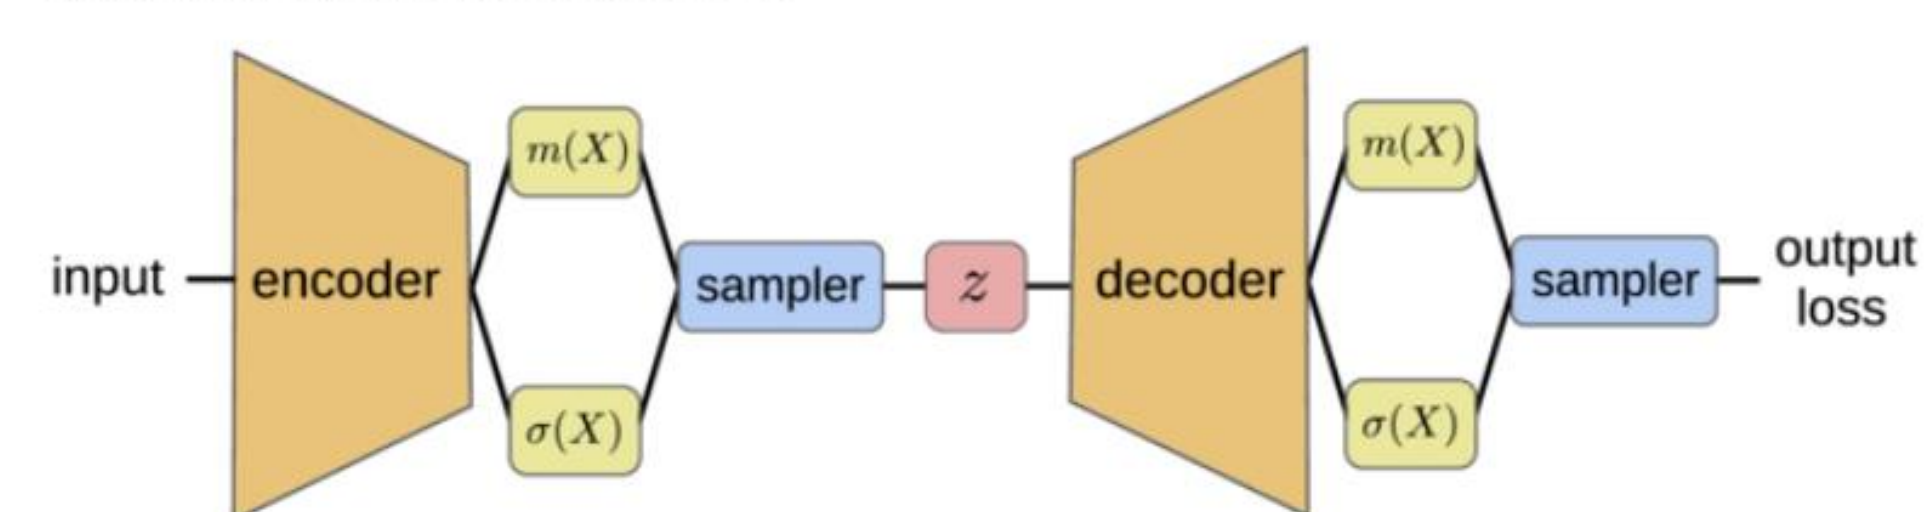 input
encoder
m(X)
σ(X)
sampler
z
decoder
m(X)
σ(X)
sampler
output
loss